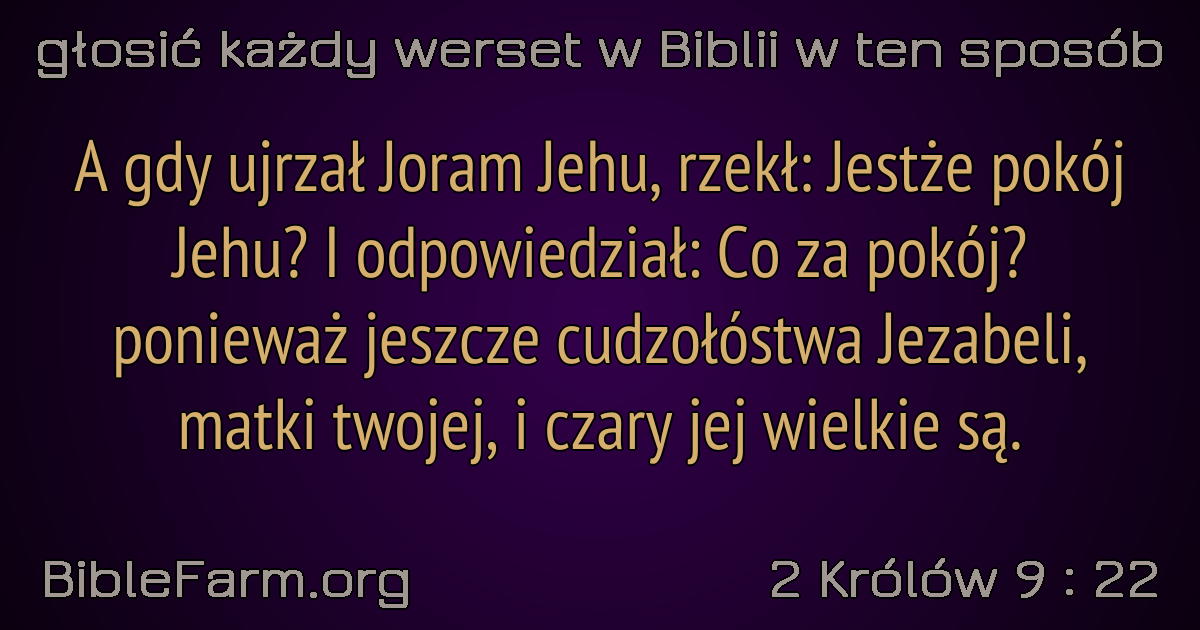 głosić każdy werset w Biblii w ten sposób
A gdy ujrzał Joram Jehu, rzekł: Jestże pokój
Jehu? I odpowiedział: Co za pokój?
ponieważ jeszcze cudzołóstwa Jezabeli,
matki twojej, i czary jej wielkie są.
BibleFarm.org
2 Królów 9 : 22